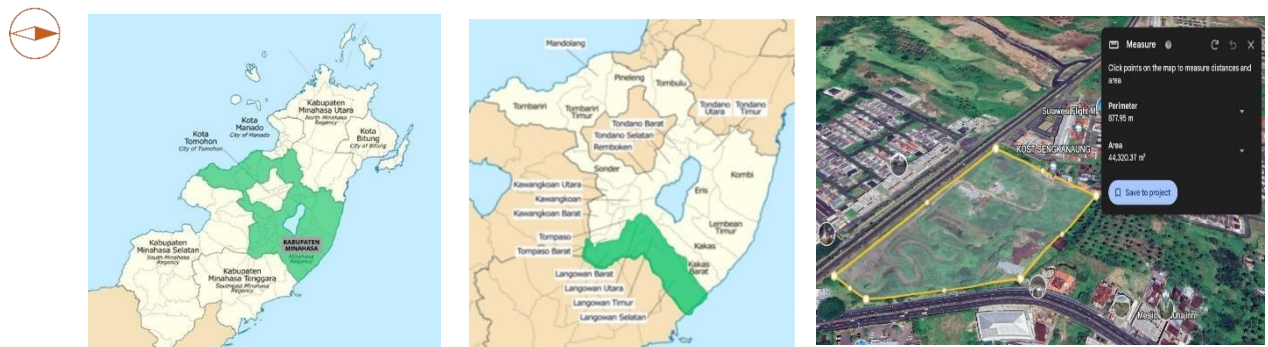 Kabupaten
Minahasa Utara
North Minahasa
Regency
Kota
Manado
City of Manado
Kota
Bitung
City of Bitung
Kota
Tomohon
City of Tomohon
KABUPATEN
MINAHASA
Minahasa
Regency
Kabupaten
Minahasa Selatan
South Minahasa
Regency
Kabupaten
Minahasa Tenggara
Southeast Minahasa
Regency
Mandolang
Pineleng
Tombulu
Tombariri
Tombariri
Timur
Tondano
Utara
Tondano
Timur
Tondano Barat
Tondano Selatan
Remboken
Sonder
Kombi
Eris
Kawangkoan Utara
Kawangkoan
Kawangkoan Barat
Lembean
Timur
Tompaso
Tompaso Barat
Kakas
Kakas
Barat
Langowan Barat
Langowan Utara
Langowan Timur
Langowan Selatan
Measure
Click points on the map to measure distances and
area
Perimeter
877.95 m
Area
44,320.37 m²
Save to project
Sulawesi Flight
KOST SENGKANAUNG